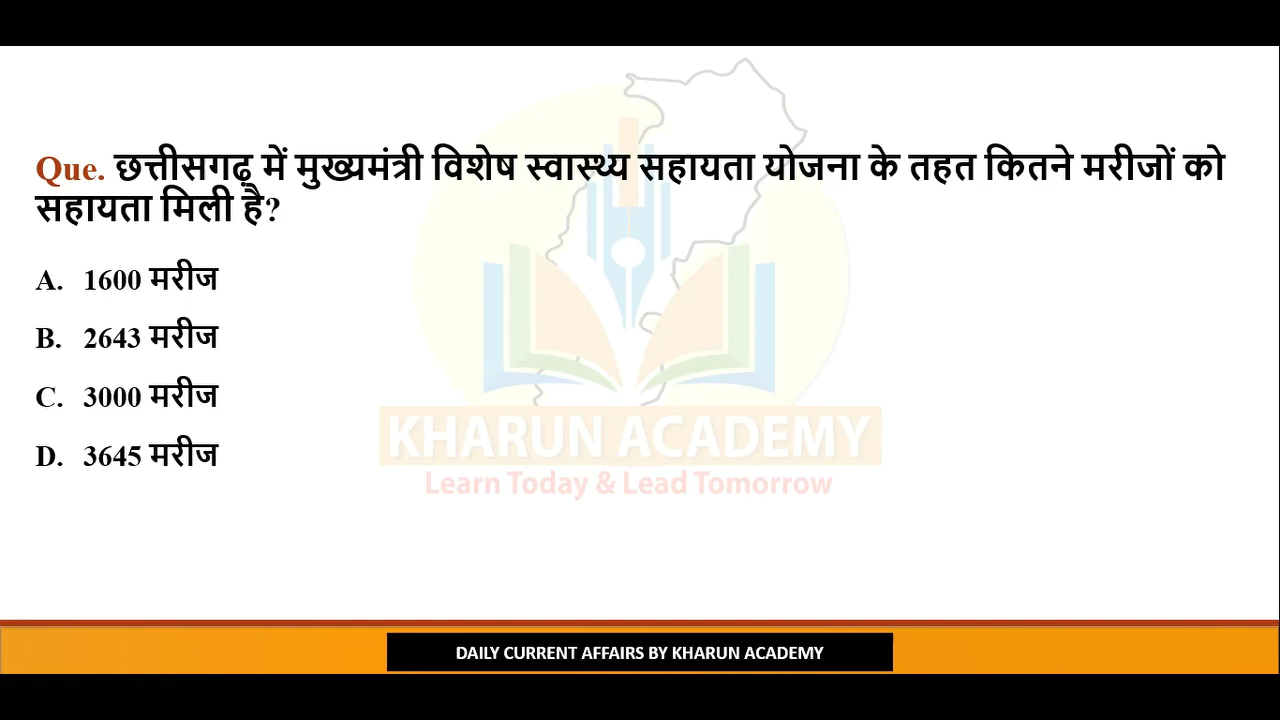 Que. छत्तीसगढ़ में मुख्यमंत्री विशेष स्वास्थ्य सहायता योजना के तहत कितने मरीजों को
सहायता मिली है?
A. 1600 मरीज
B. 2643 मरीज
C. 3000 मरीज
D. 3645 मरीज
KHARUN ACADEMY
Learn Today & Lead Tomorrow
DAILY CURRENT AFFAIRS BY KHARUN ACADEMY